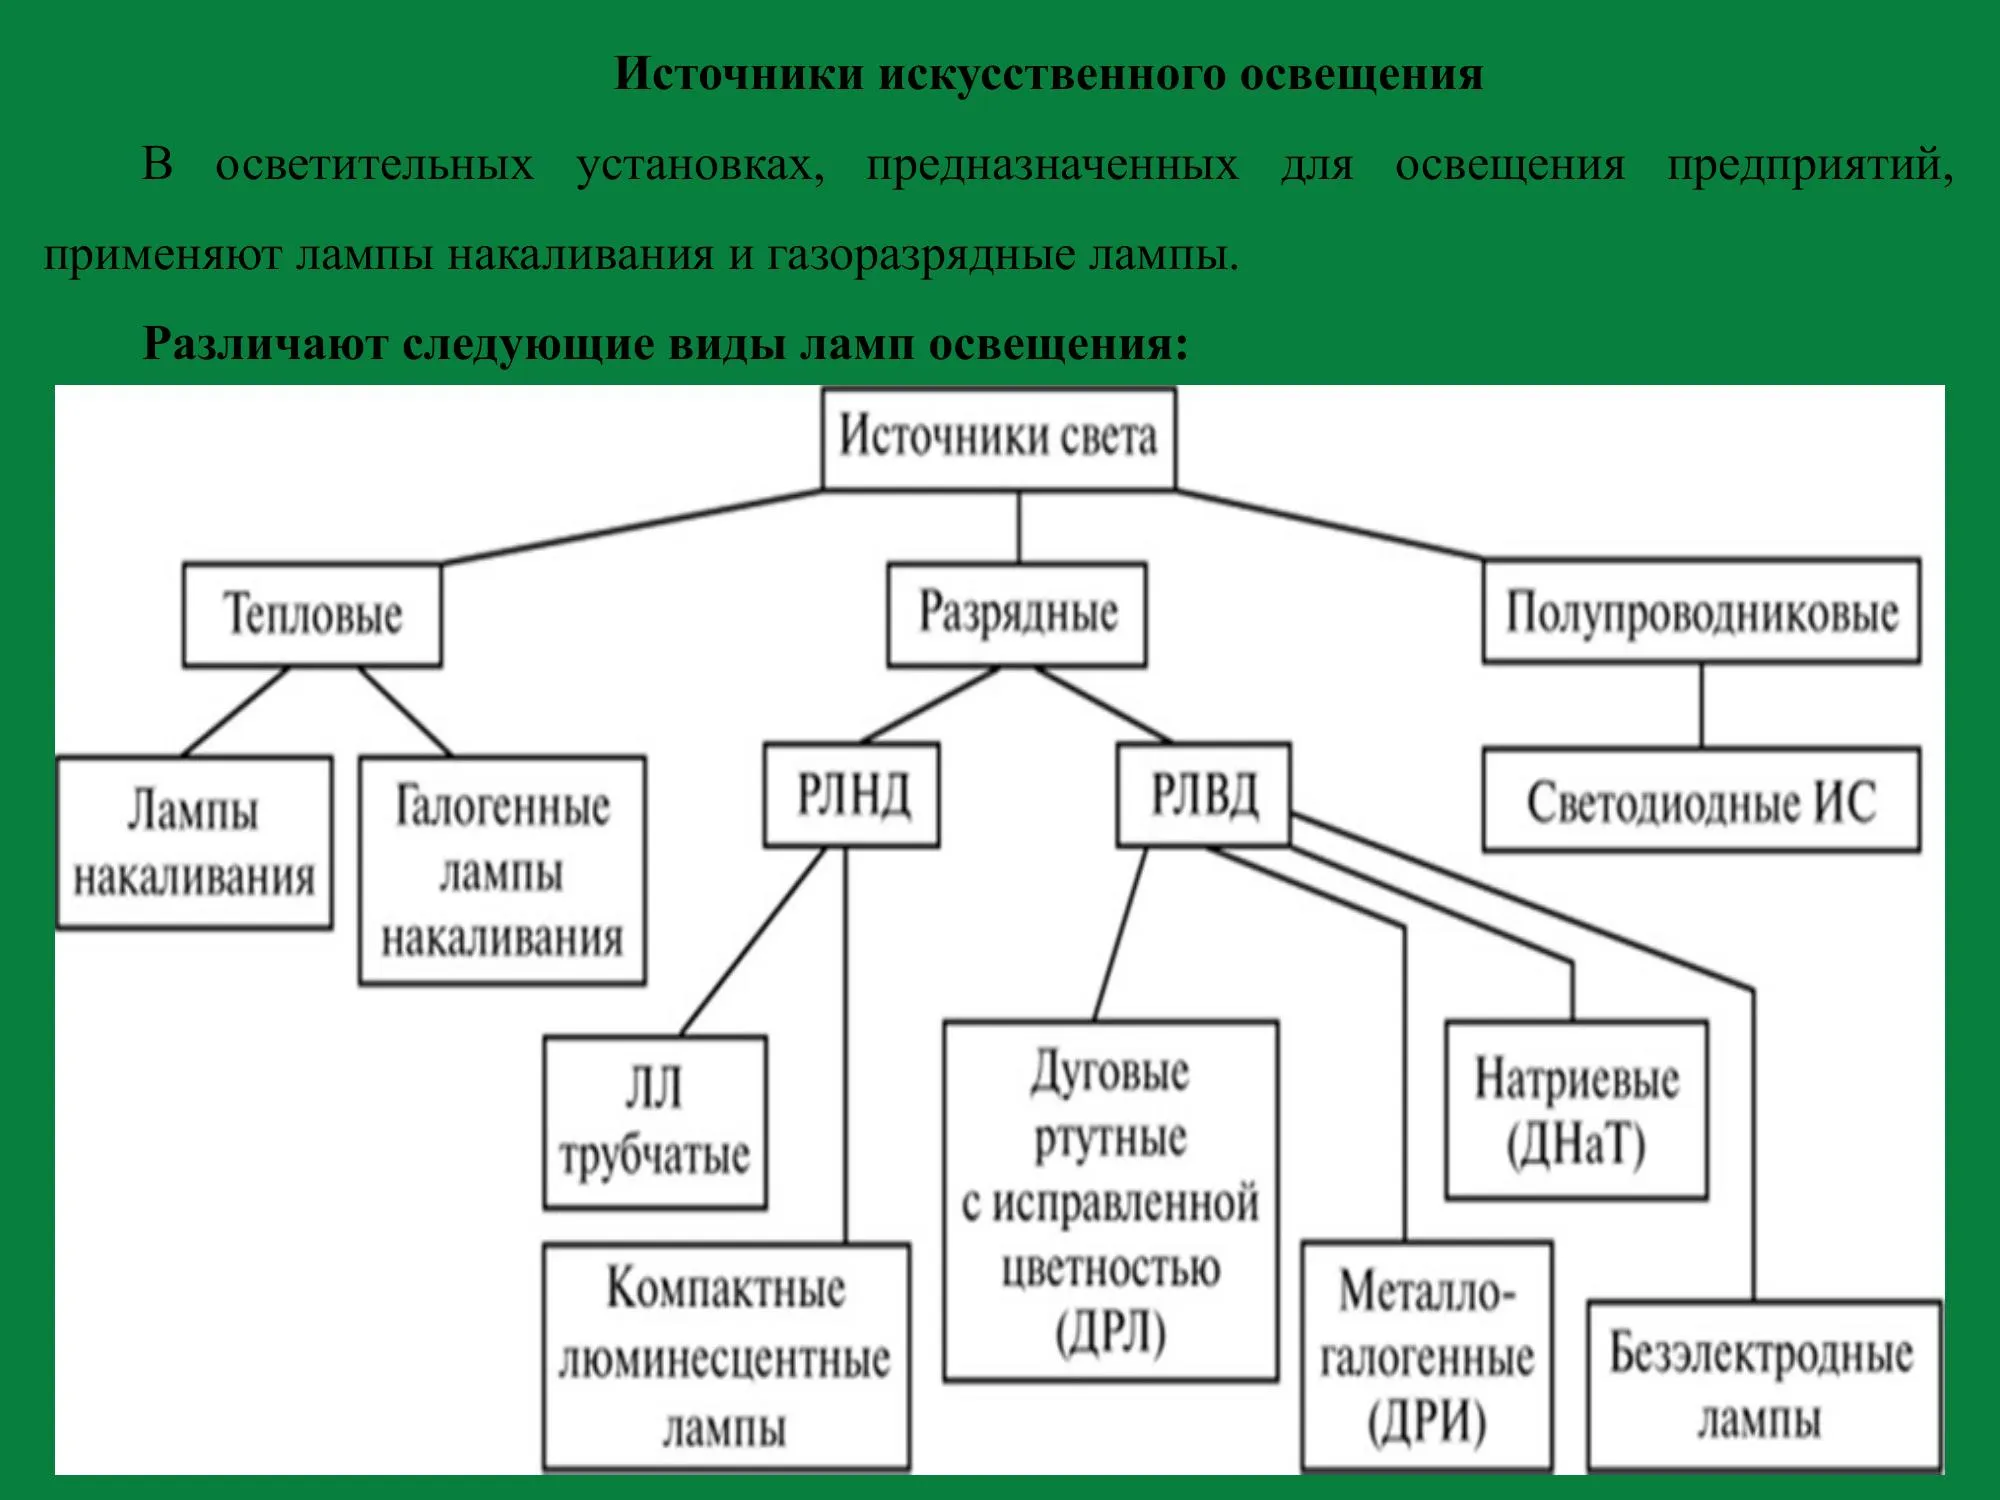 Источники искусственного освещения
В осветительных установках, предназначенных для освещения предприятий,
применяют лампы накаливания и газоразрядные лампы.
Различают следующие виды ламп освещения:
Источники света
Тепловые
Разрядные
Полупроводниковые
Лампы
накаливания
Галогенные
лампы
накаливания
РЛНД
РЛВД
Светодиодные ИС
ЛЛ
трубчатые
Компактные
люминесцентные
лампы
Дуговые
ртутные
с исправленной
цветностью
(ДРЛ)
Металло-
галогенные
(ДРИ)
Натриевые
(ДНаТ)
Безэлектродные
лампы